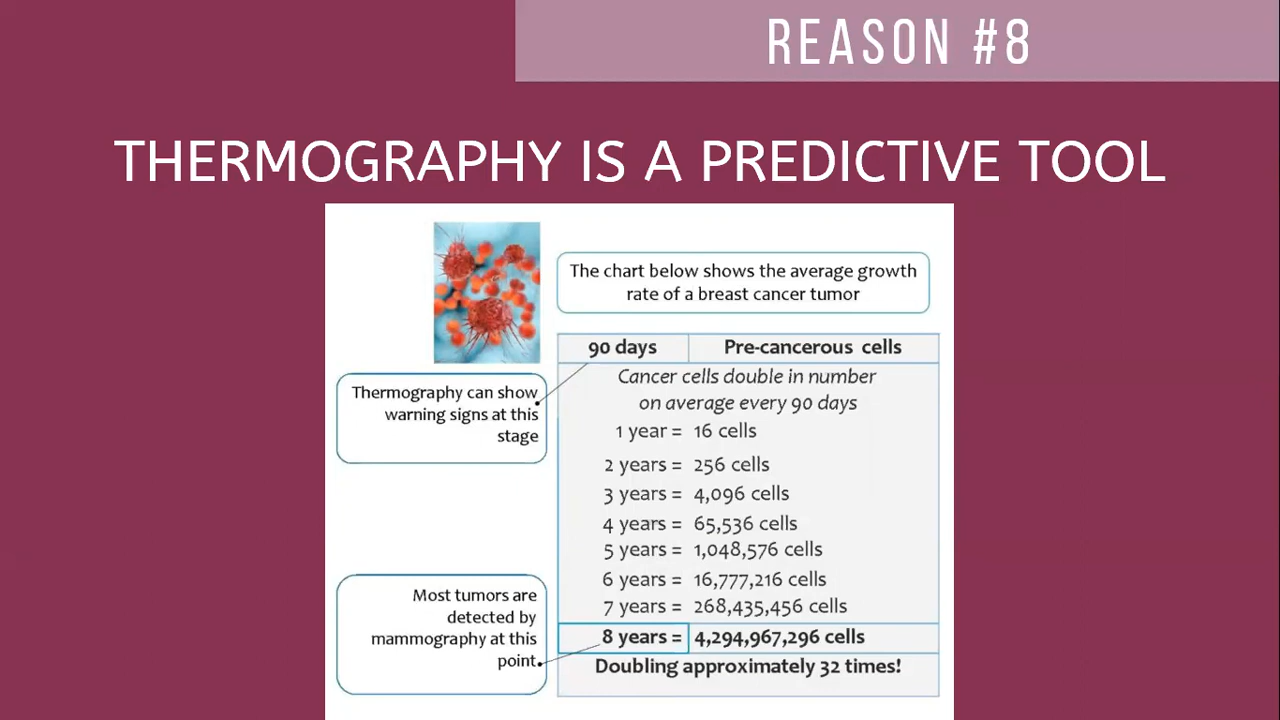 REASON #8
THERMOGRAPHY IS A PREDICTIVE TOOL
The chart below shows the average growth
rate of a breast cancer tumor
90 days Pre-cancerous cells
Thermography can show
warning signs at this
stage
Cancer cells double in number
on average every 90 days
1 year = 16 cells
2 years = 256 cells
3 years = 4,096 cells
4 years = 65,536 cells
5 years = 1,048,576 cells
6 years = 16,777,216 cells
7 years = 268,435,456 cells
Most tumors are
detected by
mammography at this
point
8 years = 4,294,967,296 cells
Doubling approximately 32 times!